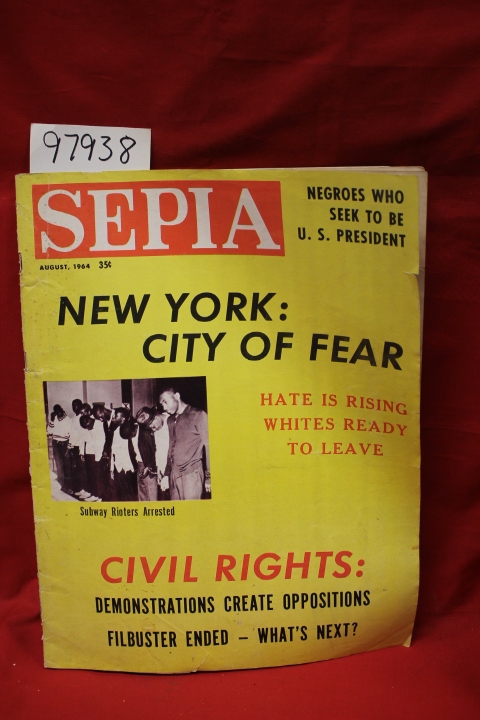 97938
SEPIA
NEGROES WHO
SEEK TO BE
U. S. PRESIDENT
AUGUST, 1964 35¢
NEW YORK:
CITY OF FEAR
HATE IS RISING
WHITES READY
TO LEAVE
Subway Rioters Arrested
CIVIL RIGHTS:
DEMONSTRATIONS CREATE OPPOSITIONS
FILBUSTER ENDED – WHAT'S NEXT?